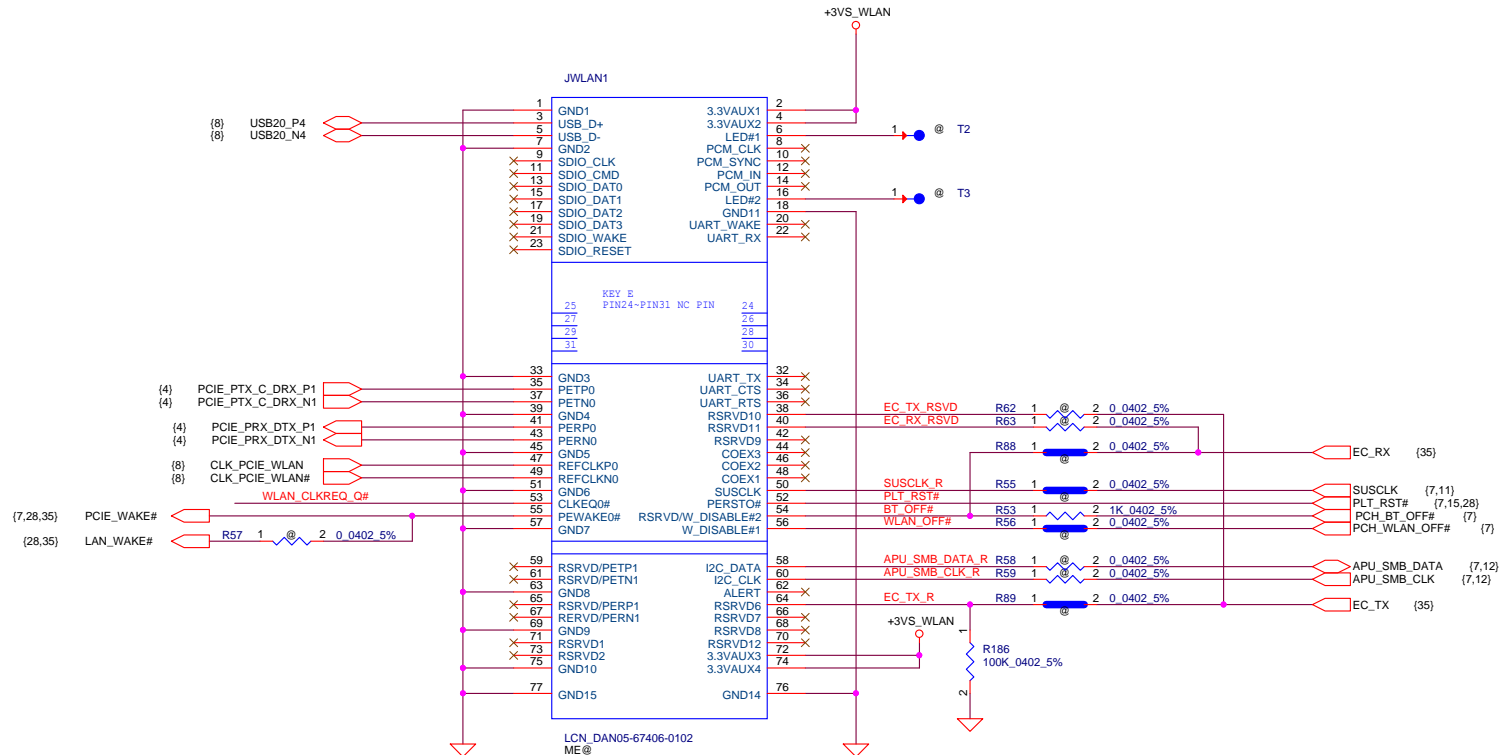 +3VS_WLAN
JWLAN1
1 GND1 3.3VAUX1 2
{8} USB20_P4 3 USB_D+ 3.3VAUX2 4
{8} USB20_N4 5 USB_D- LED#1 6 1 @ T2
7 GND2 PCM_CLK 8
9 SDIO_CLK PCM_SYNC 10
11 SDIO_CMD PCM_IN 12
13 SDIO_DAT0 PCM_OUT 14
15 SDIO_DAT1 LED#2 16 1 @ T3
17 SDIO_DAT2 GND11 18
19 SDIO_DAT3 UART_WAKE 20
21 SDIO_WAKE UART_RX 22
23 SDIO_RESET
KEY E
PIN24~PIN31 NC PIN
25 24
27 26
29 28
31 30
33 GND3 UART_TX 32
{4} PCIE_PTX_C_DRX_P1 35 PETP0 UART_CTS 34
{4} PCIE_PTX_C_DRX_N1 37 PETN0 UART_RTS 36
39 GND4 RSRVD10 38 EC_TX_RSVD R62 1 @ 2 0_0402_5%
{4} PCIE_PRX_DTX_P1 41 PERP0 RSRVD11 40 EC_RX_RSVD R63 1 @ 2 0_0402_5%
{4} PCIE_PRX_DTX_N1 43 PERN0 RSRVD9 42
45 GND5 COEX3 44 R88 1 @ 2 0_0402_5% EC_RX {35}
{8} CLK_PCIE_WLAN 47 REFCLKP0 COEX2 46
{8} CLK_PCIE_WLAN# 49 REFCLKN0 COEX1 48
51 GND6 SUSCLK 50 SUSCLK_R R55 1 @ 2 0_0402_5% SUSCLK {7,11}
WLAN_CLKREQ_Q# 53 CLKEQ0# PERSTO# 52 PLT_RST# PLT_RST# {7,15,28}
{7,28,35} PCIE_WAKE# 55 PEWAKE0# RSRVD/W_DISABLE#2 54 BT_OFF# R53 1 2 1K_0402_5% PCH_BT_OFF# {7}
57 GND7 W_DISABLE#1 56 WLAN_OFF# R56 1 @ 2 0_0402_5% PCH_WLAN_OFF# {7}
{28,35} LAN_WAKE# R57 1 @ 2 0_0402_5%
59 RSRVD/PETP1 I2C_DATA 58 APU_SMB_DATA_R R58 1 @ 2 0_0402_5% APU_SMB_DATA {7,12}
61 RSRVD/PETN1 I2C_CLK 60 APU_SMB_CLK_R R59 1 @ 2 0_0402_5% APU_SMB_CLK {7,12}
63 GND8 ALERT 62
65 RSRVD/PERP1 RSRVD6 64 EC_TX_R R89 1 @ 2 0_0402_5% EC_TX {35}
67 RERVD/PERN1 RSRVD7 66
69 GND9 RSRVD8 68
71 RSRVD1 RSRVD12 70
73 RSRVD2 3.3VAUX3 72
75 GND10 3.3VAUX4 74
77 GND15 GND14 76
+3VS_WLAN
1
R186
100K_0402_5%
2
LCN_DAN05-67406-0102
ME@